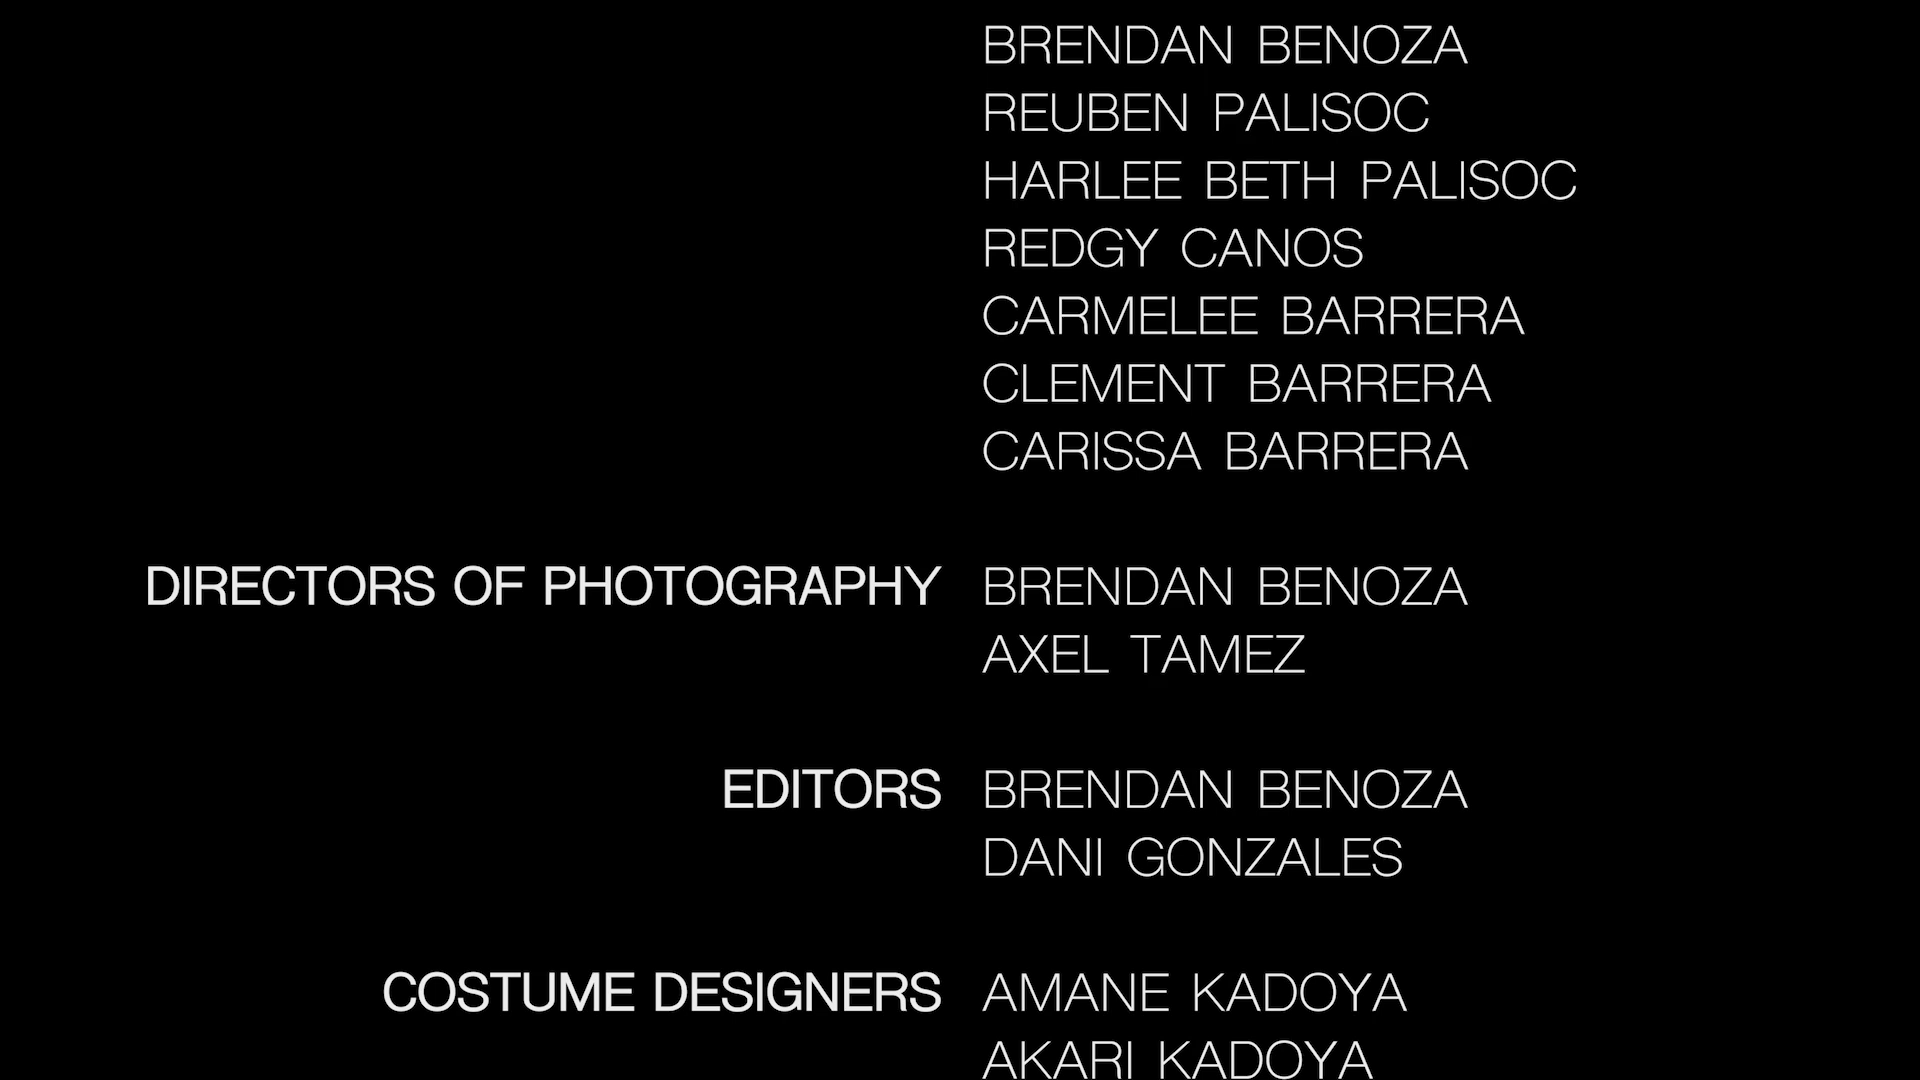 BRENDAN BENOZA
REUBEN PALISOC
HARLEE BETH PALISOC
REDGY CANOS
CARMELEE BARRERA
CLEMENT BARRERA
CARISSA BARRERA
DIRECTORS OF PHOTOGRAPHY BRENDAN BENOZA
AXEL TAMEZ
EDITORS BRENDAN BENOZA
DANI GONZALES
COSTUME DESIGNERS AMANE KADOYA
AKARI KADOYA